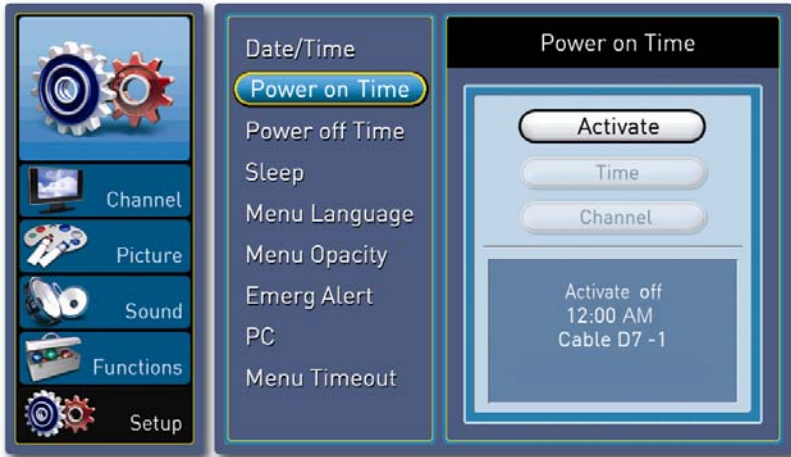 Channel
Picture
Sound
Functions
Setup
Date/Time
Power on Time
Power off Time
Sleep
Menu Language
Menu Opacity
Emerg Alert
PC
Menu Timeout
Power on Time
Activate
Time
Channel
Activate off
12:00 AM
Cable D7 -1